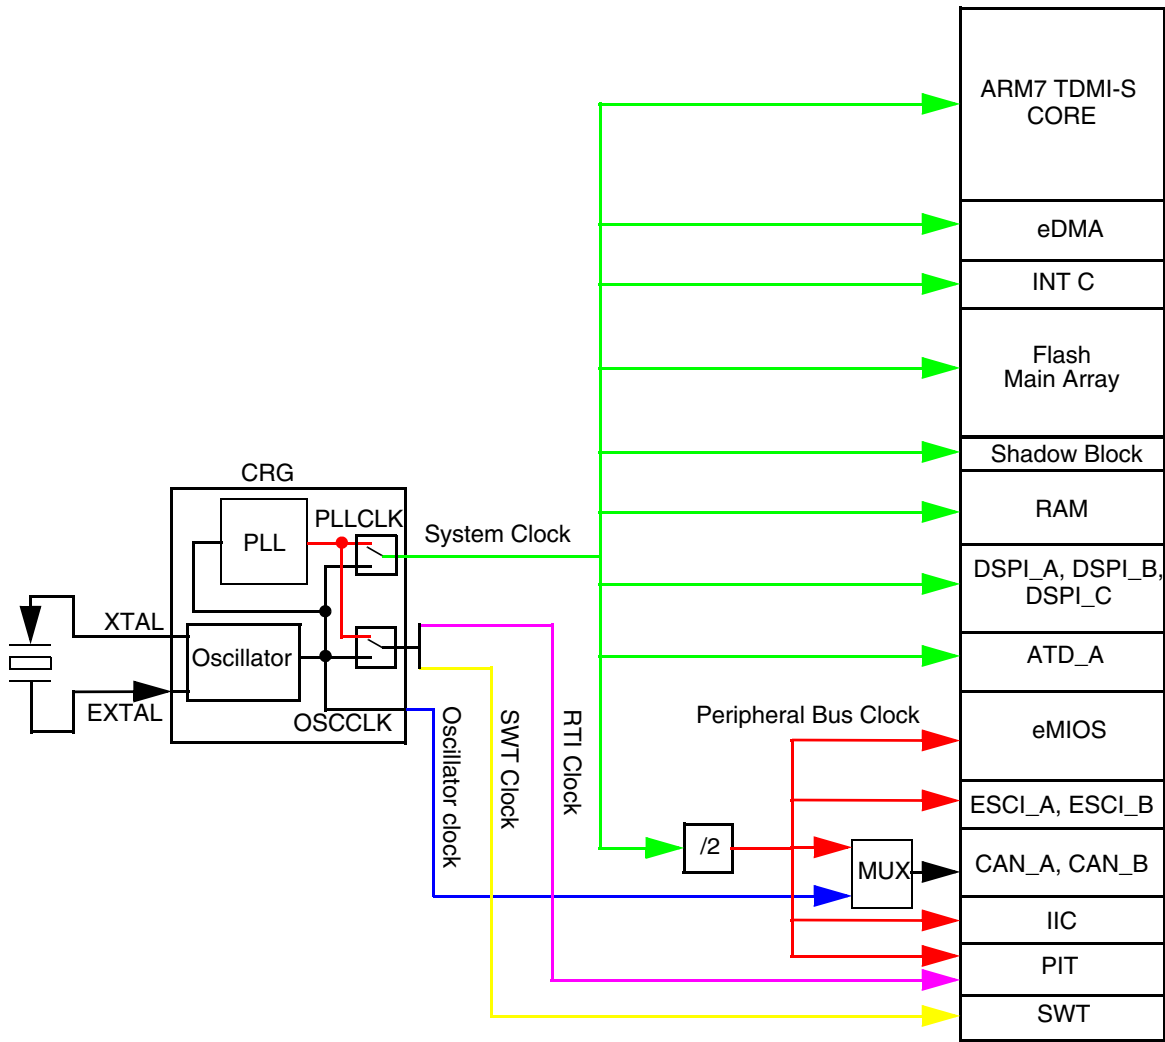 ARM7 TDMI-S
CORE
eDMA
INT C
Flash
Main Array
Shadow Block
CRG
RAM
PLLCLK
System Clock
PLL
DSPI_A, DSPI_B,
DSPI_C
XTAL
Oscillator
ATD_A
EXTAL
OSCCLK
Oscillator clock
SWT Clock
RTI Clock
Peripheral Bus Clock
eMIOS
ESCI_A, ESCI_B
/2
MUX
CAN_A, CAN_B
IIC
PIT
SWT